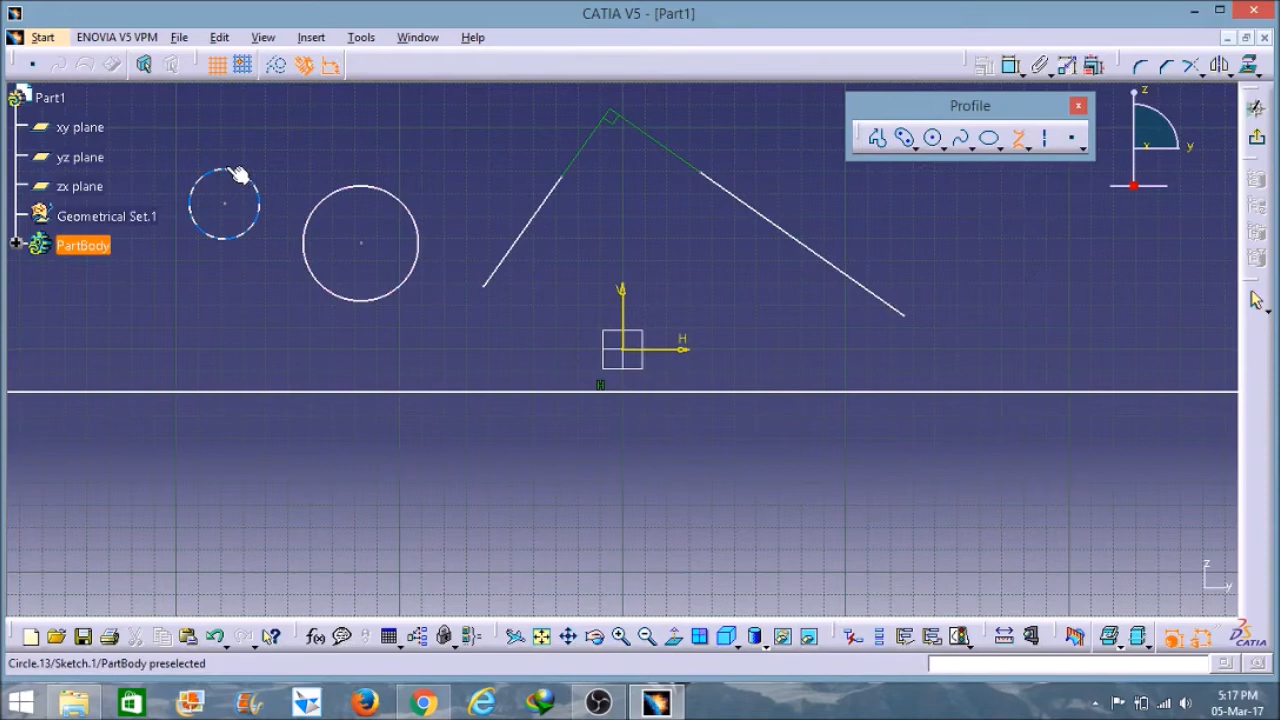 CATIA V5 - [Part1]
Start ENOVIA V5 VPM File Edit View Insert Tools Window Help
Part1
xy plane
yz plane
zx plane
Geometrical Set.1
PartBody
Profile
z
x
y
V
H
H
z
y
f(x)
CATIA
Circle.13/Sketch.1/PartBody preselected
5:17 PM
05-Mar-17